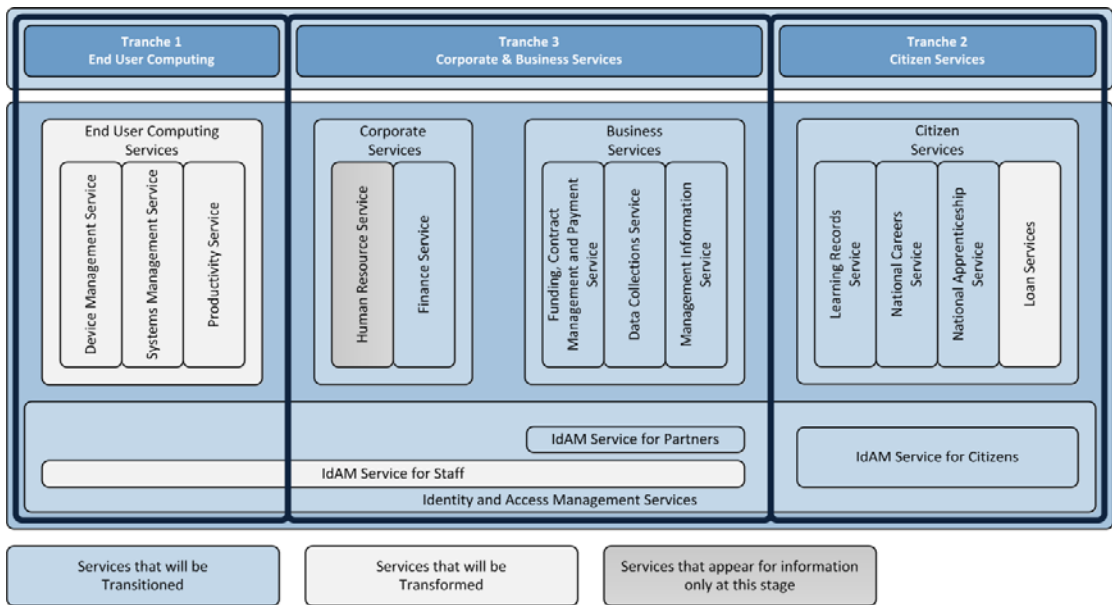 Tranche 1
End User Computing
Tranche 3
Corporate & Business Services
Tranche 2
Citizen Services
End User Computing
Services
Device Management Service
Systems Management Service
Productivity Service
Corporate
Services
Human Resource Service
Finance Service
Business
Services
Funding, Contract
Management and Payment
Service
Data Collections Service
Management Information
Service
Citizen
Services
Learning Records
Service
National Careers
Service
National Apprenticeship
Service
Loan Services
IdAM Service for Partners
IdAM Service for Citizens
IdAM Service for Staff
Identity and Access Management Services
Services that will be
Transitioned
Services that will be
Transformed
Services that appear for information
only at this stage